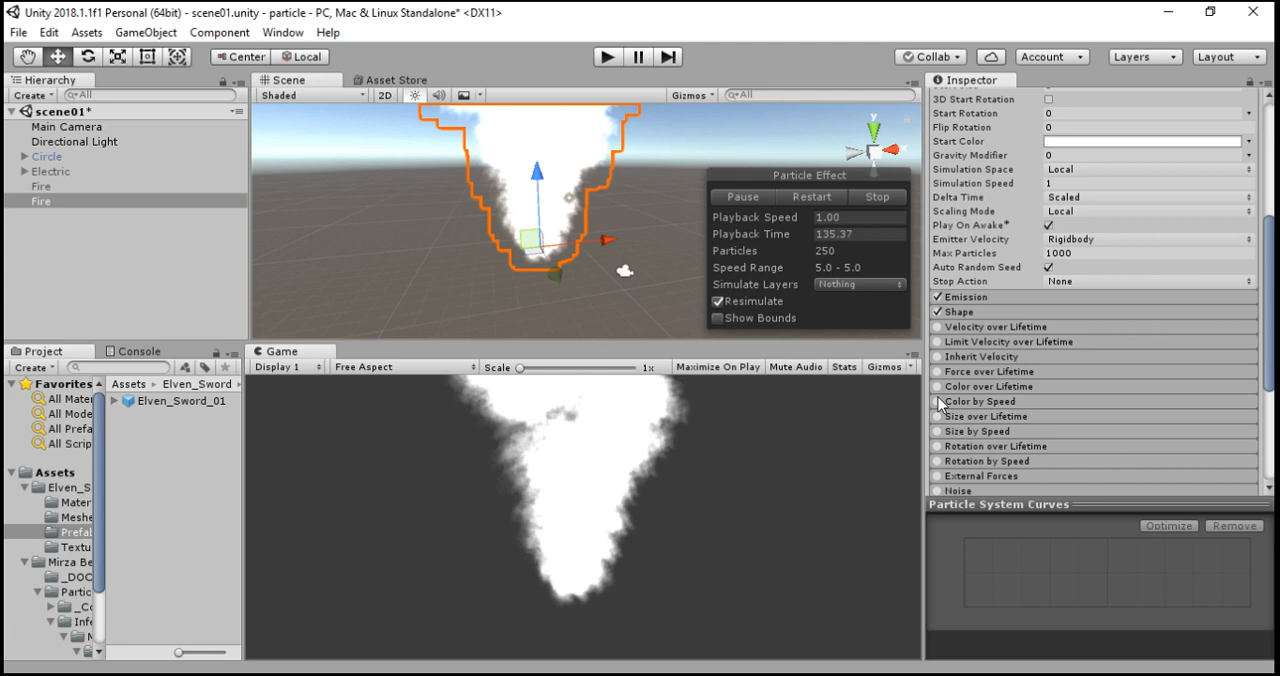 Unity 2018.1.1f1 Personal (64bit) - scene01.unity - particle - PC, Mac & Linux Standalone* <DX11>
File Edit Assets GameObject Component Window Help
Center Local Collab Account Layers Layout
Hierarchy
Create All
scene01*
Main Camera
Directional Light
Circle
Electric
Fire
Fire
Scene Asset Store
Shaded 2D Gizmos All
y
Particle Effect
Pause Restart Stop
Playback Speed 1.00
Playback Time 135.37
Particles 250
Speed Range 5.0 - 5.0
Simulate Layers Nothing
Resimulate
Show Bounds
Inspector
3D Start Rotation
Start Rotation 0
Flip Rotation 0
Start Color
Gravity Modifier 0
Simulation Space Local
Simulation Speed 1
Delta Time Scaled
Scaling Mode Local
Play On Awake*
Emitter Velocity Rigidbody
Max Particles 1000
Auto Random Seed
Stop Action None
Emission
Shape
Velocity over Lifetime
Limit Velocity over Lifetime
Inherit Velocity
Force over Lifetime
Color over Lifetime
Color by Speed
Size over Lifetime
Size by Speed
Rotation over Lifetime
Rotation by Speed
External Forces
Noise
Particle System Curves
Optimize Remove
Project Console
Create
Favorites
All Mater
All Mode
All Prefa
All Scrip
Assets
Elven_S
Mater
Meshe
Prefab
Textu
Mirza Be
_DOC
Partic
_Co
Infe
M
Assets Elven_Sword
Elven_Sword_01
Game
Display 1 Free Aspect Scale 1x Maximize On Play Mute Audio Stats Gizmos